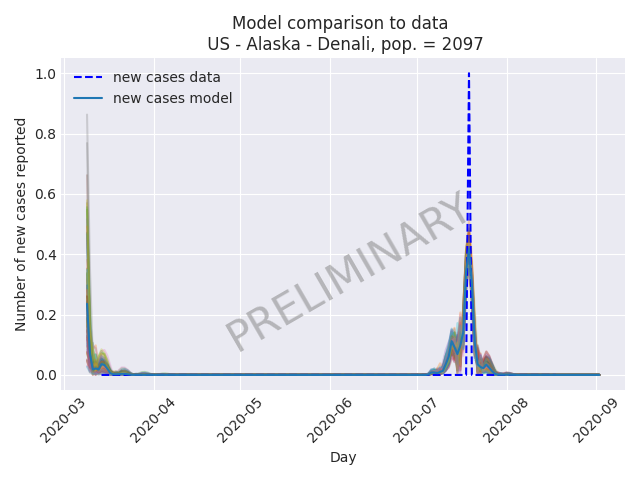 Model comparison to data
US - Alaska - Denali, pop. = 2097
new cases data
new cases model
Number of new cases reported
1.0
0.8
0.6
0.4
0.2
0.0
PRELIMINARY
2020-03
2020-04
2020-05
2020-06
2020-07
2020-08
2020-09
Day